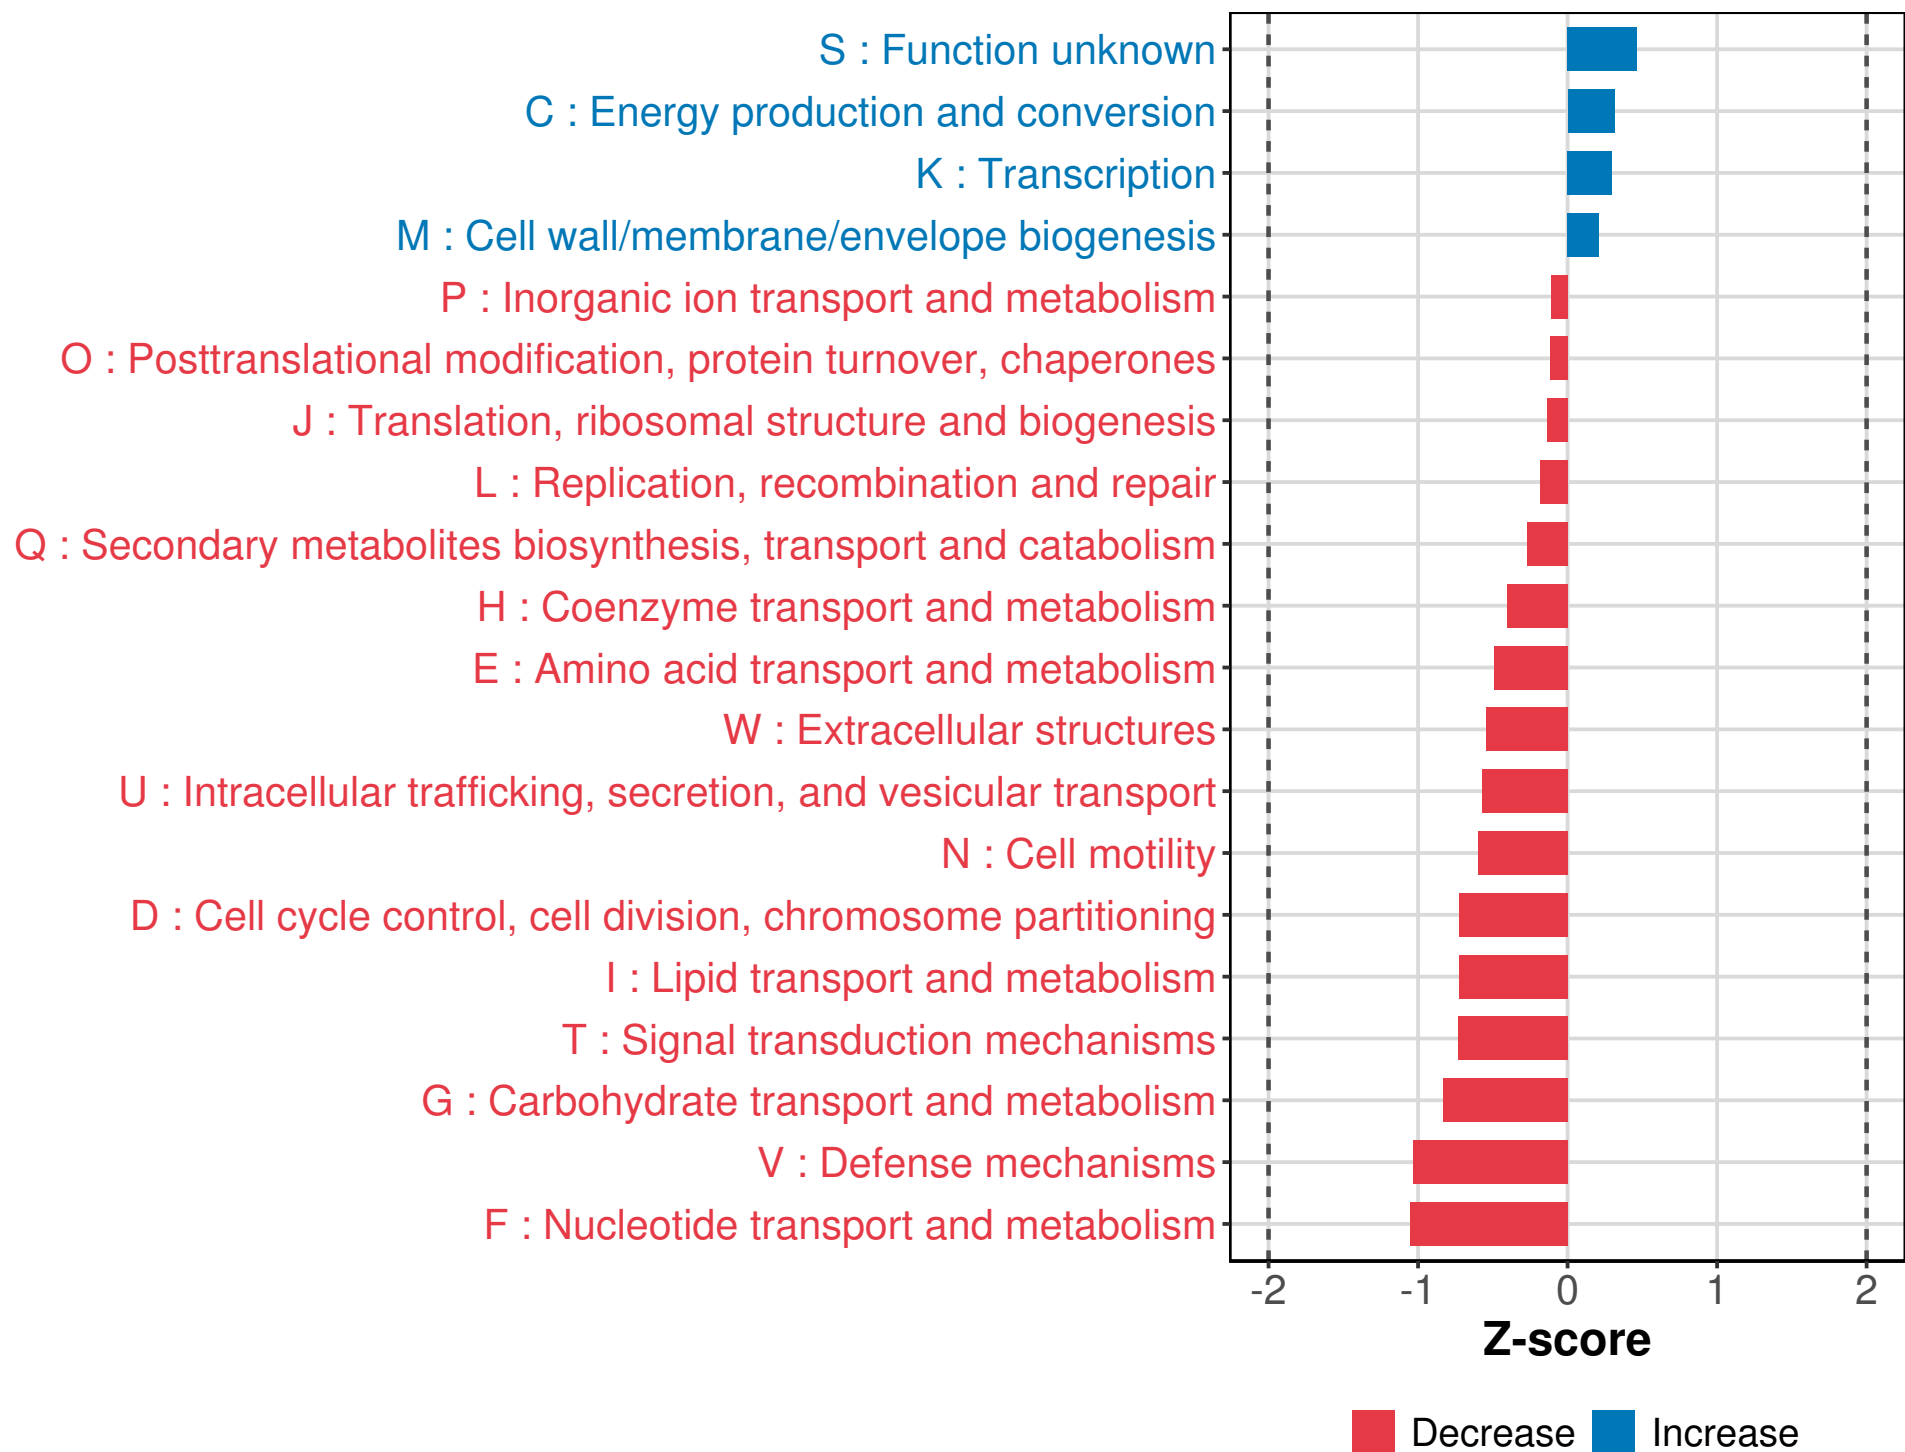 S : Function unknown
C : Energy production and conversion
K : Transcription
M : Cell wall/membrane/envelope biogenesis
P : Inorganic ion transport and metabolism
O : Posttranslational modification, protein turnover, chaperones
J : Translation, ribosomal structure and biogenesis
L : Replication, recombination and repair
Q : Secondary metabolites biosynthesis, transport and catabolism
H : Coenzyme transport and metabolism
E : Amino acid transport and metabolism
W : Extracellular structures
U : Intracellular trafficking, secretion, and vesicular transport
N : Cell motility
D : Cell cycle control, cell division, chromosome partitioning
I : Lipid transport and metabolism
T : Signal transduction mechanisms
G : Carbohydrate transport and metabolism
V : Defense mechanisms
F : Nucleotide transport and metabolism
-2 -1 0 1 2
Z-score
Decrease Increase